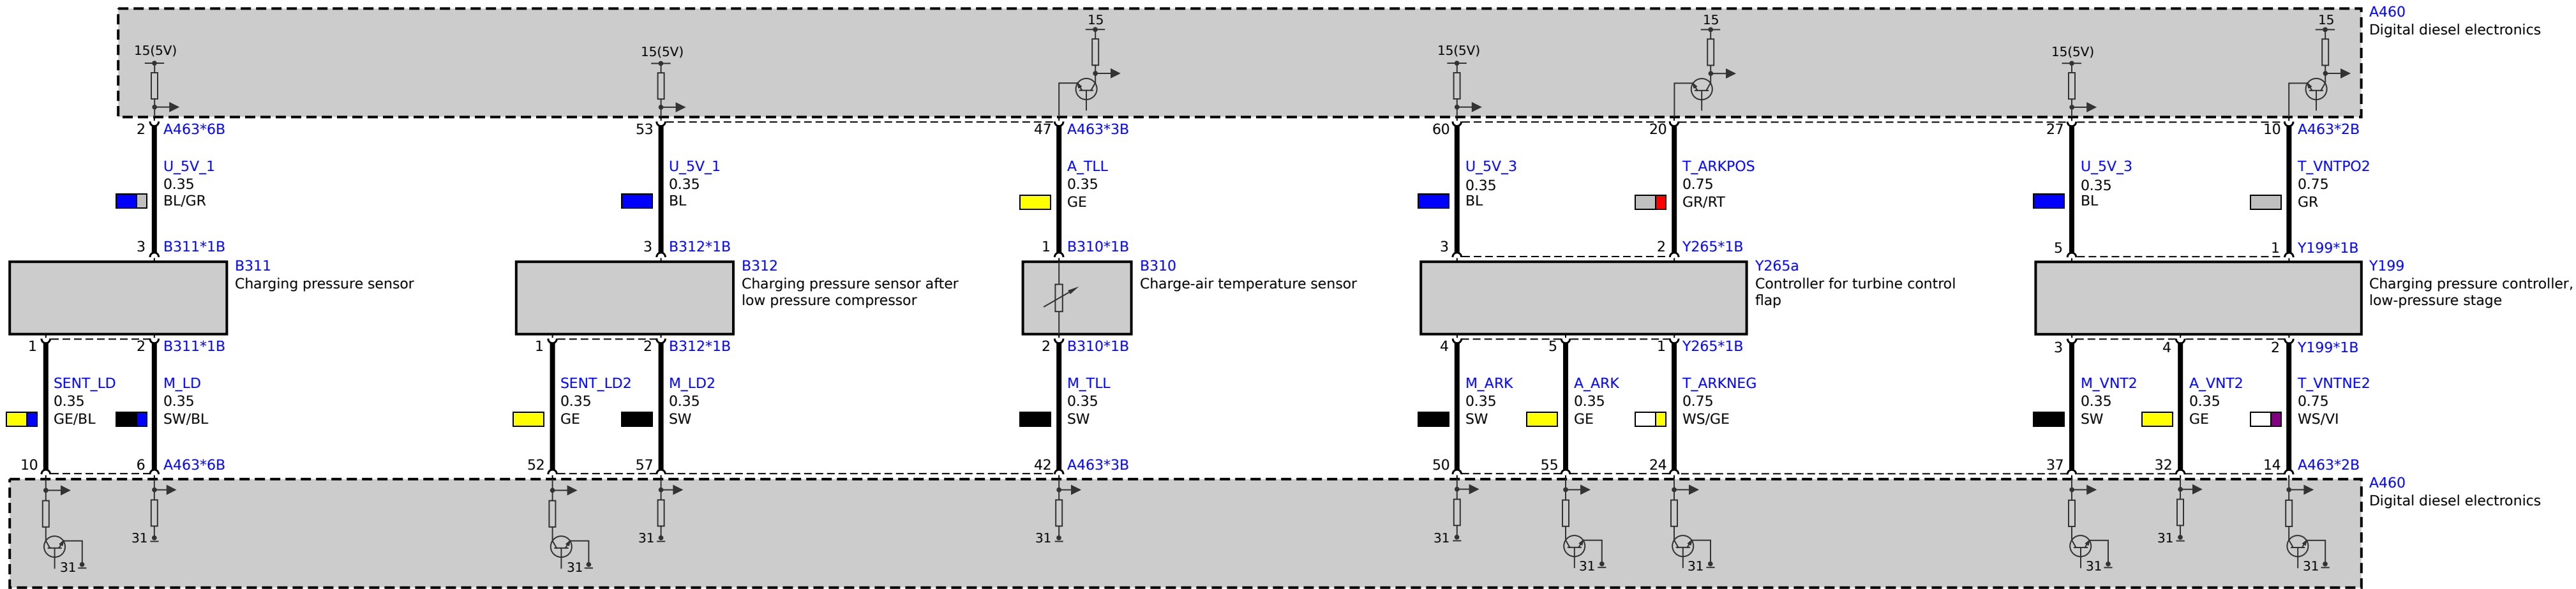 15 15 15 A460
Digital diesel electronics
15(5V) 15(5V) 15(5V) 15(5V)
2 A463*6B 53 47 A463*3B 60 20 27 10 A463*2B
U_5V_1 U_5V_1 A_TLL U_5V_3 T_ARKPOS U_5V_3 T_VNTPO2
0.35 0.35 0.35 0.35 0.75 0.35 0.75
BL/GR BL GE BL GR/RT BL GR
3 B311*1B 3 B312*1B 1 B310*1B 3 2 Y265*1B 5 1 Y199*1B
B311 B312 B310 Y265a Y199
Charging pressure sensor Charging pressure sensor after Charge-air temperature sensor Controller for turbine control Charging pressure controller,
low pressure compressor flap low-pressure stage
1 2 B311*1B 1 2 B312*1B 2 B310*1B 4 5 1 Y265*1B 3 4 2 Y199*1B
SENT_LD M_LD SENT_LD2 M_LD2 M_TLL M_ARK A_ARK T_ARKNEG M_VNT2 A_VNT2 T_VNTNE2
0.35 0.35 0.35 0.35 0.35 0.35 0.35 0.75 0.35 0.35 0.75
GE/BL SW/BL GE SW SW SW GE WS/GE SW GE WS/VI
10 6 A463*6B 52 57 42 A463*3B 50 55 24 37 32 14 A463*2B
A460
Digital diesel electronics
31 31 31 31 31
31 31 31 31 31 31